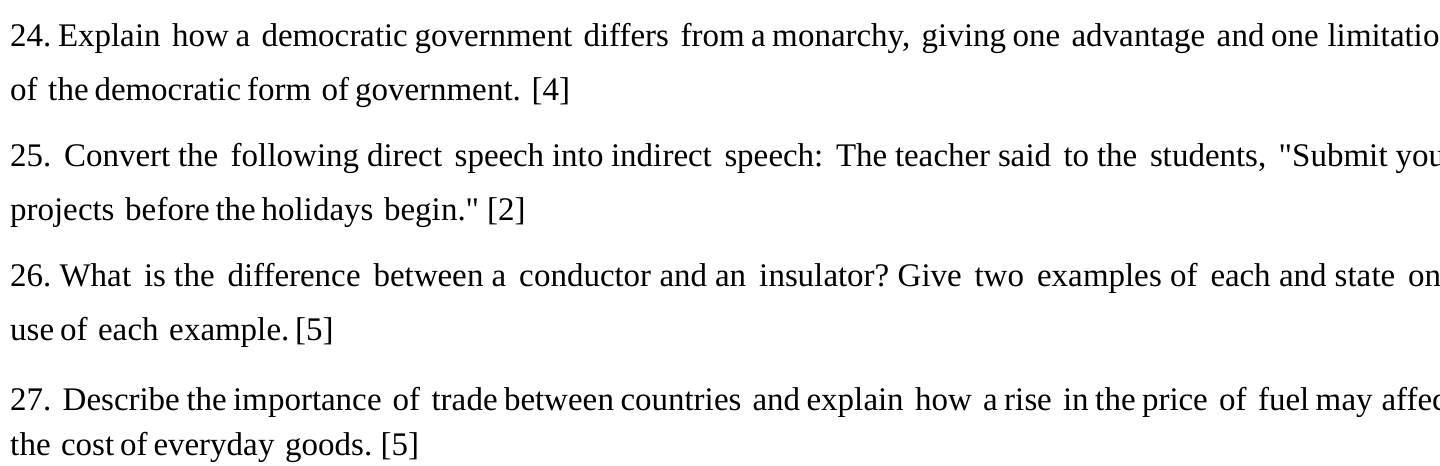 24. Explain how a democratic government differs from a monarchy, giving one advantage and one limitatio
of the democratic form of government. [4]
25. Convert the following direct speech into indirect speech: The teacher said to the students, "Submit you
projects before the holidays begin." [2]
26. What is the difference between a conductor and an insulator? Give two examples of each and state on
use of each example. [5]
27. Describe the importance of trade between countries and explain how a rise in the price of fuel may affec
the cost of everyday goods. [5]